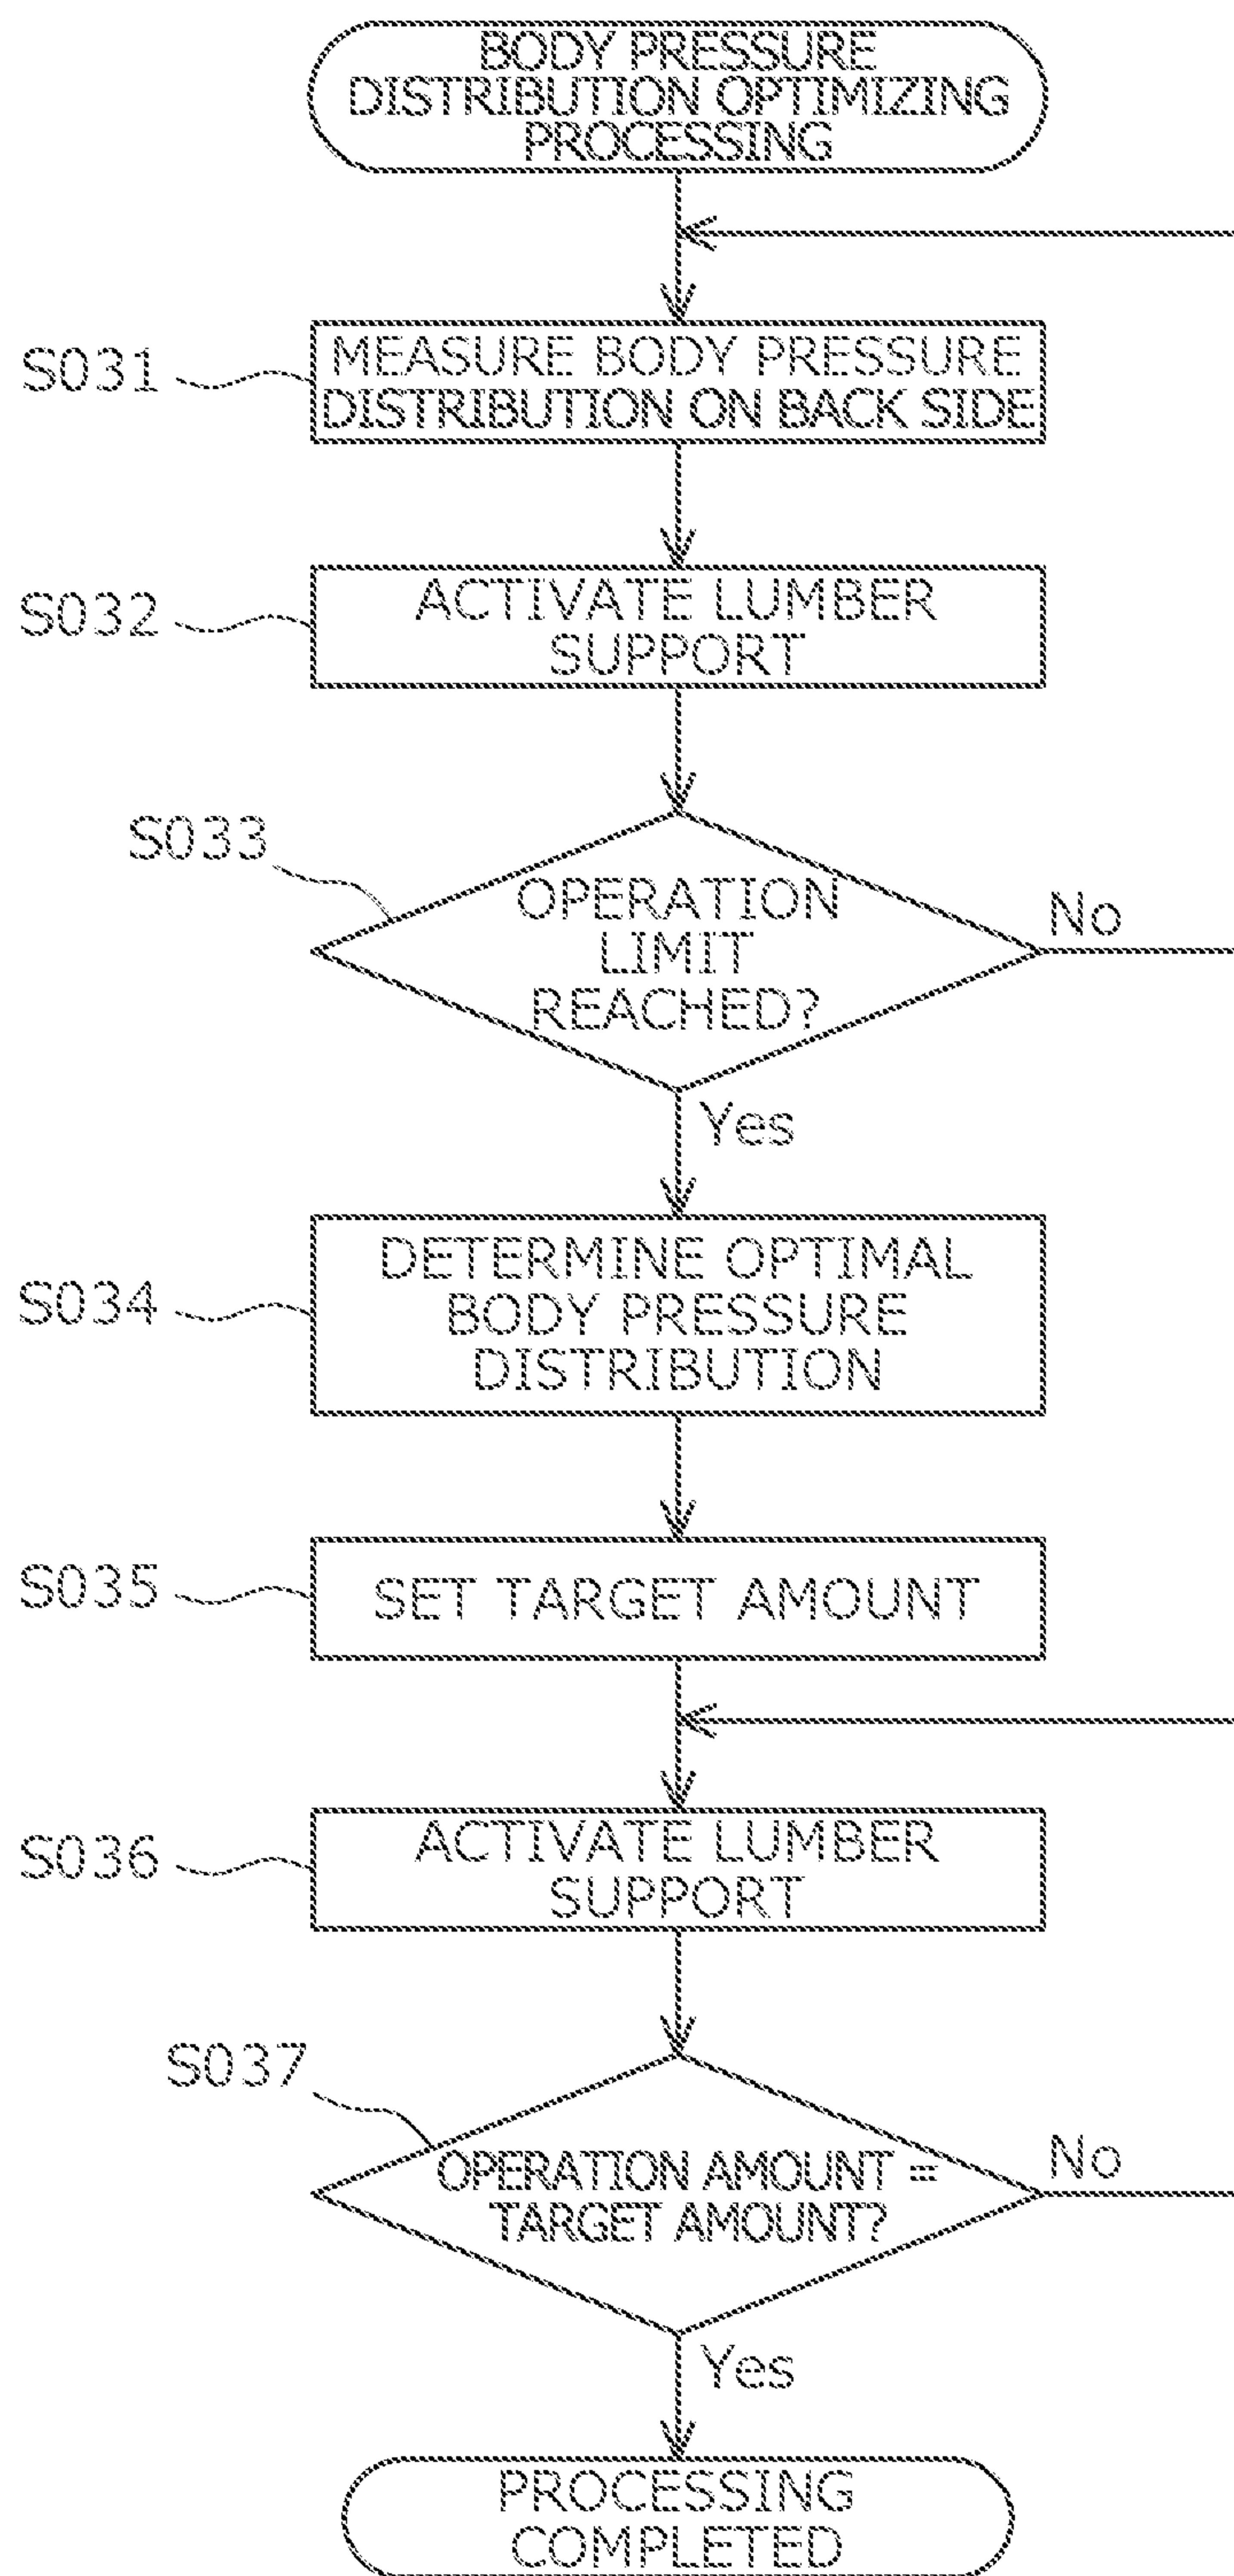 BODY PRESSURE
DISTRIBUTION OPTIMIZING
PROCESSING
S031
MEASURE BODY PRESSURE
DISTRIBUTION ON BACK SIDE
S032
ACTIVATE LUMBER
SUPPORT
S033
OPERATION
LIMIT
REACHED?
No
Yes
S034
DETERMINE OPTIMAL
BODY PRESSURE
DISTRIBUTION
S035
SET TARGET AMOUNT
S036
ACTIVATE LUMBER
SUPPORT
S037
OPERATION AMOUNT =
TARGET AMOUNT?
No
Yes
PROCESSING
COMPLETED